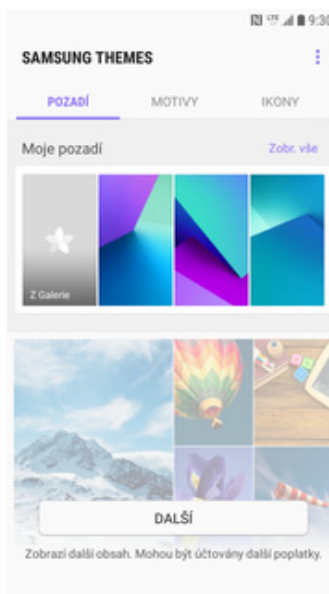 9:30
SAMSUNG THEMES
POZADÍ MOTIVY IKONY
Moje pozadí Zobr. vše
Z Galerie
DALŠÍ
Zobrazí další obsah. Mohou být účtovány další poplatky.